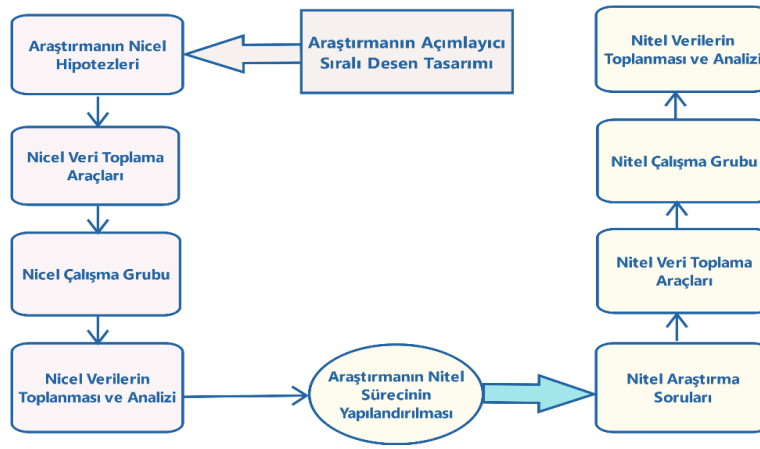 Araştırmanın Açımlayıcı
Sıralı Desen Tasarımı
Araştırmanın Nicel
Hipotezleri
Nicel Veri Toplama
Araçları
Nicel Çalışma Grubu
Nicel Verilerin
Toplanması ve Analizi
Araştırmanın Nitel
Sürecinin
Yapılandırılması
Nitel Araştırma
Soruları
Nitel Veri Toplama
Araçları
Nitel Çalışma Grubu
Nitel Verilerin
Toplanması ve Analizi